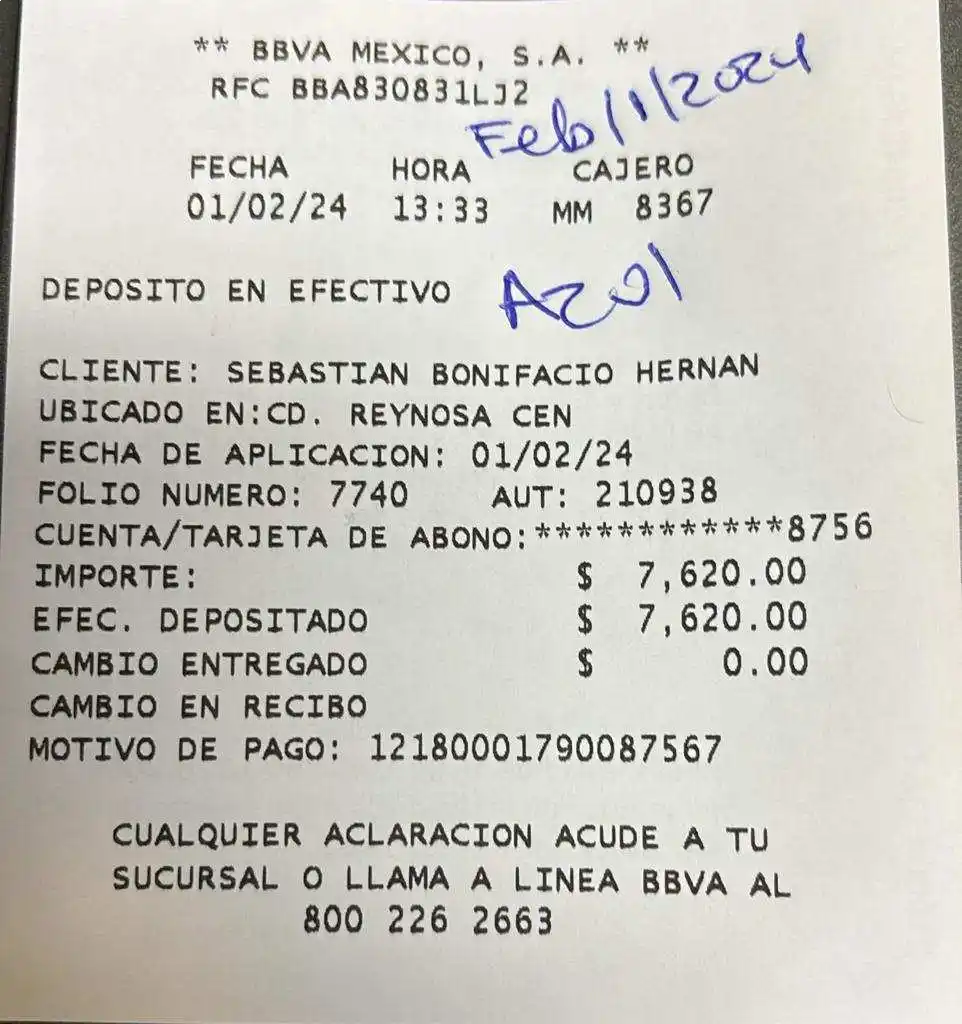 ** BBVA MEXICO, S.A. **
RFC BBA830831LJ2
Feb/1/2024
FECHA HORA CAJERO
01/02/24 13:33 MM 8367
DEPOSITO EN EFECTIVO
Azul
CLIENTE: SEBASTIAN BONIFACIO HERNAN
UBICADO EN:CD. REYNOSA CEN
FECHA DE APLICACION: 01/02/24
FOLIO NUMERO: 7740 AUT: 210938
CUENTA/TARJETA DE ABONO:************8756
IMPORTE: $ 7,620.00
EFEC. DEPOSITADO $ 7,620.00
CAMBIO ENTREGADO $ 0.00
CAMBIO EN RECIBO
MOTIVO DE PAGO: 12180001790087567
CUALQUIER ACLARACION ACUDE A TU
SUCURSAL O LLAMA A LINEA BBVA AL
800 226 2663